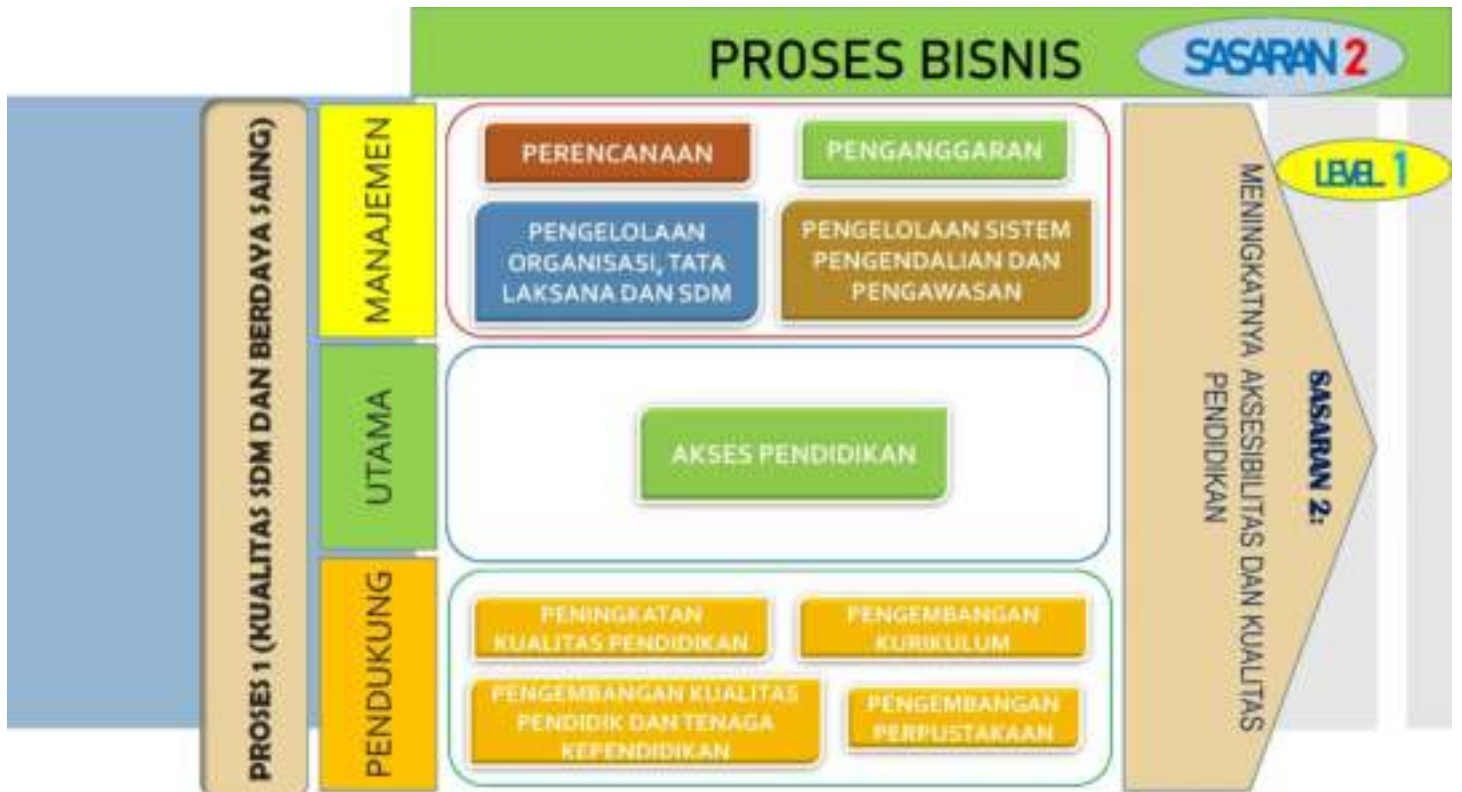 PROSES BISNIS
SASARAN 2
LEVEL 1
PROSES 1 (KUALITAS SDM DAN BERDAYA SAING)
MANAJEMEN
PERENCANAAN
PENGANGGARAN
PENGELOLAAN
ORGANISASI, TATA
LAKSANA DAN SDM
PENGELOLAAN SISTEM
PENGENDALIAN DAN
PENGAWASAN
UTAMA
AKSES PENDIDIKAN
PENDUKUNG
PENINGKATAN
KUALITAS PENDIDIKAN
PENGEMBANGAN
KURIKULUM
PENGEMBANGAN KUALITAS
PENDIDIK DAN TENAGA
KEPENDIDIKAN
PENGEMBANGAN
PERPUSTAKAAN
SASARAN 2:
MENINGKATNYA AKSESIBILITAS DAN KUALITAS
PENDIDIKAN